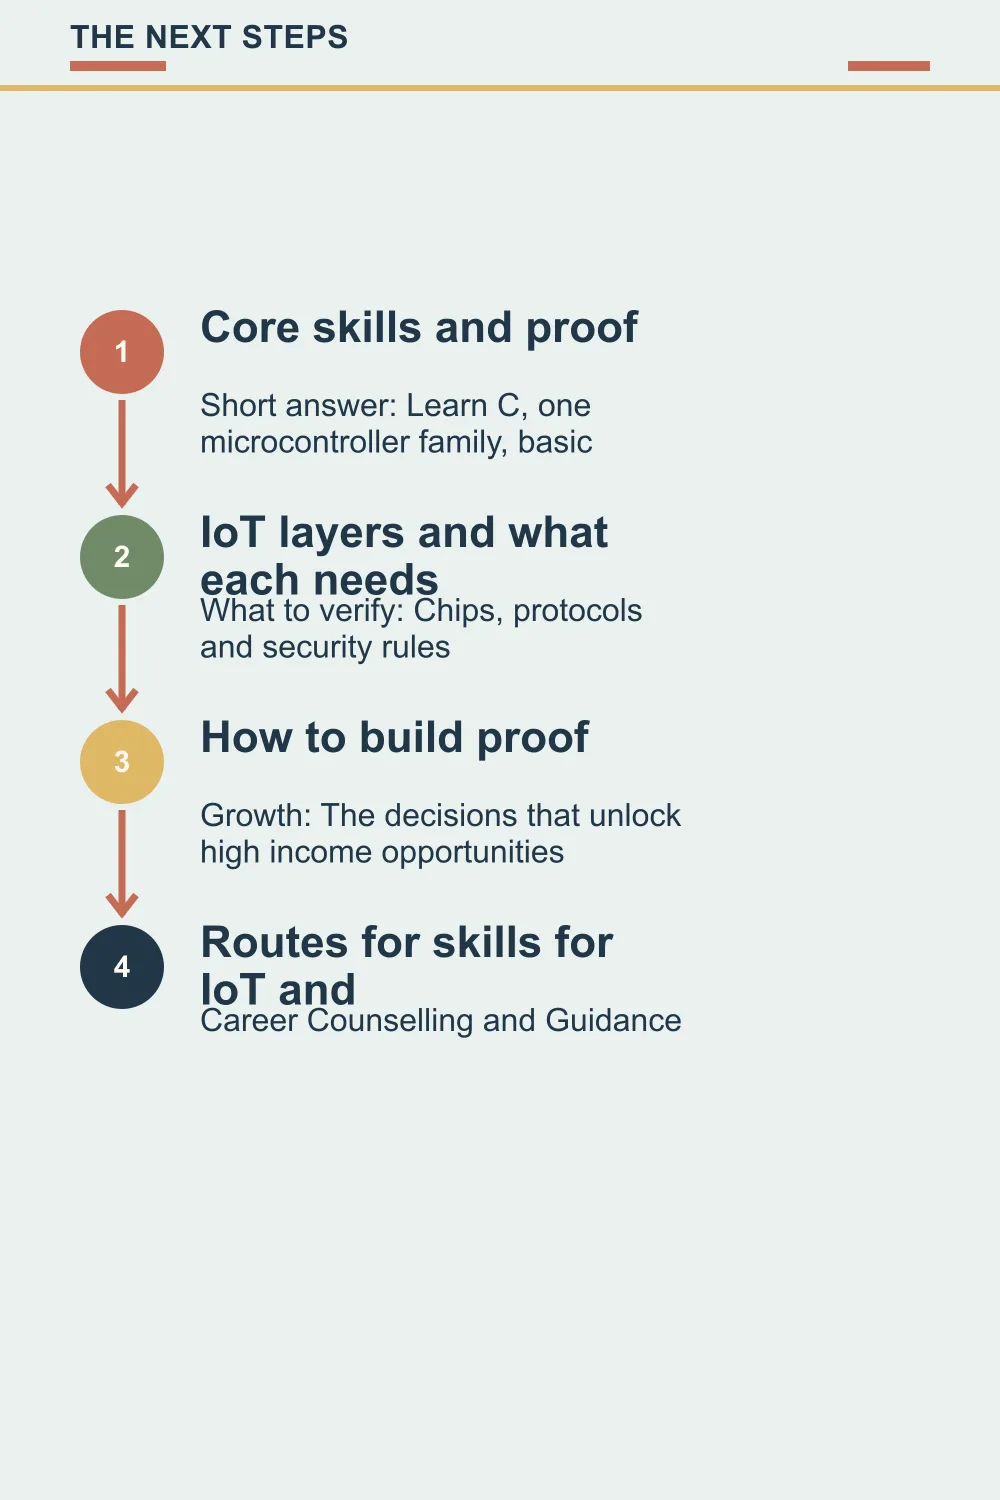 THE NEXT STEPS
1
Core skills and proof
Short answer: Learn C, one
microcontroller family, basic
2
IoT layers and what
each needs
What to verify: Chips, protocols
and security rules
3
How to build proof
Growth: The decisions that unlock
high income opportunities
4
Routes for skills for
IoT and
Career Counselling and Guidance